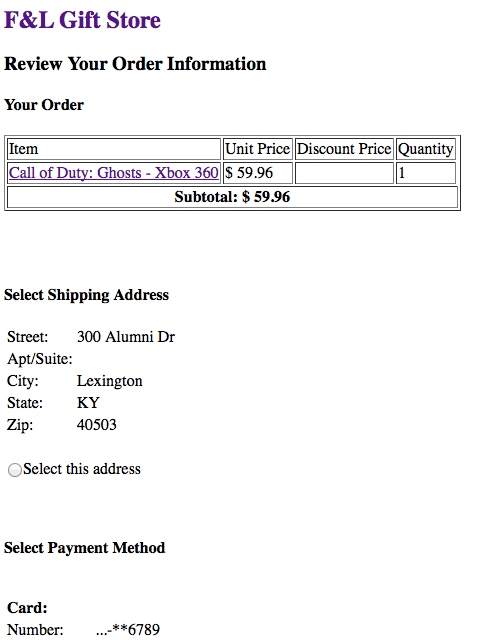 F&L Gift Store
Review Your Order Information
Your Order
Item Unit Price Discount Price Quantity
Call of Duty: Ghosts - Xbox 360 $ 59.96 1
Subtotal: $ 59.96
Select Shipping Address
Street: 300 Alumni Dr
Apt/Suite:
City: Lexington
State: KY
Zip: 40503
Select this address
Select Payment Method
Card:
Number: ...-**6789